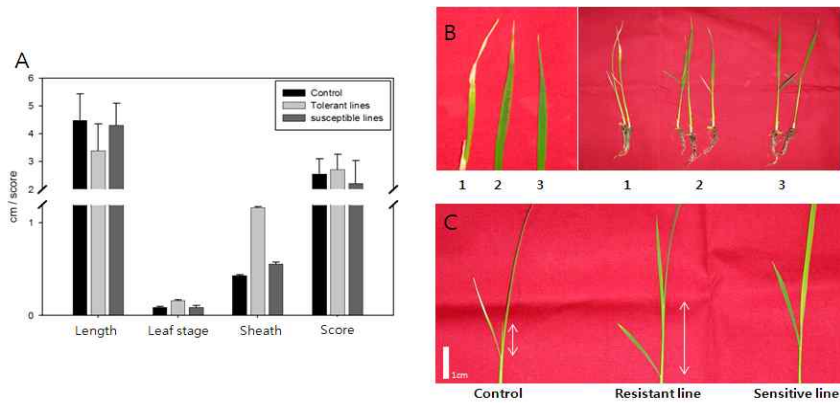 A
6
5
4
3
2
1
0
cm / score
Control
Tolerant lines
susceptible lines
Length
Leaf stage
Sheath
Score
B
1
2
3
1
2
3
C
1cm
Control
Resistant line
Sensitive line